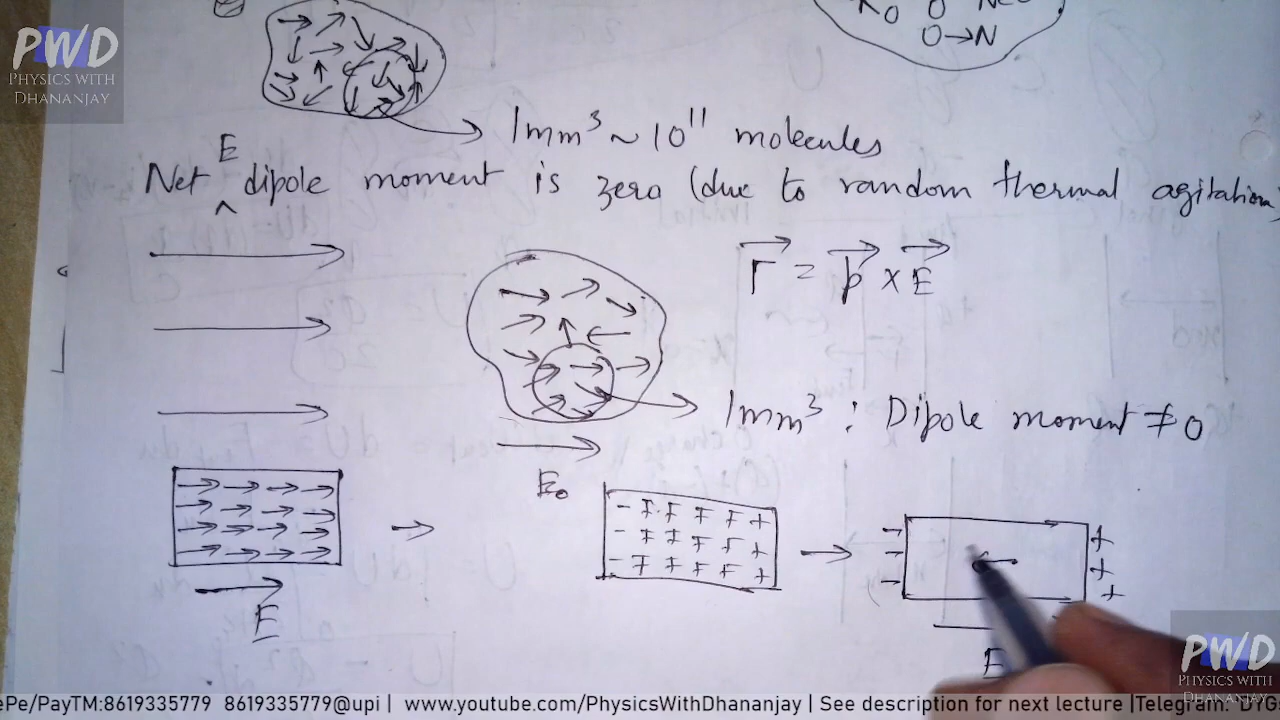 PWD
PHYSICS WITH
DHANANJAY
O→N
1mm³ ~ 10¹¹ molecules
E
Net ‸ dipole moment is zero (due to random thermal agitation)
Γ = p × E
1mm³ : Dipole moment ≠ 0
E₀
- ∓ ∓ ∓ ∓ +
- ∓ ∓ ∓ ∓ +
- ∓ ∓ ∓ ∓ +
- +
- +
- +
E
E
PWD
PHYSICS WITH
DHANANJAY
ePe/PayTM:8619335779 8619335779@upi | www.youtube.com/PhysicsWithDhananjay | See description for next lecture |Telegram: